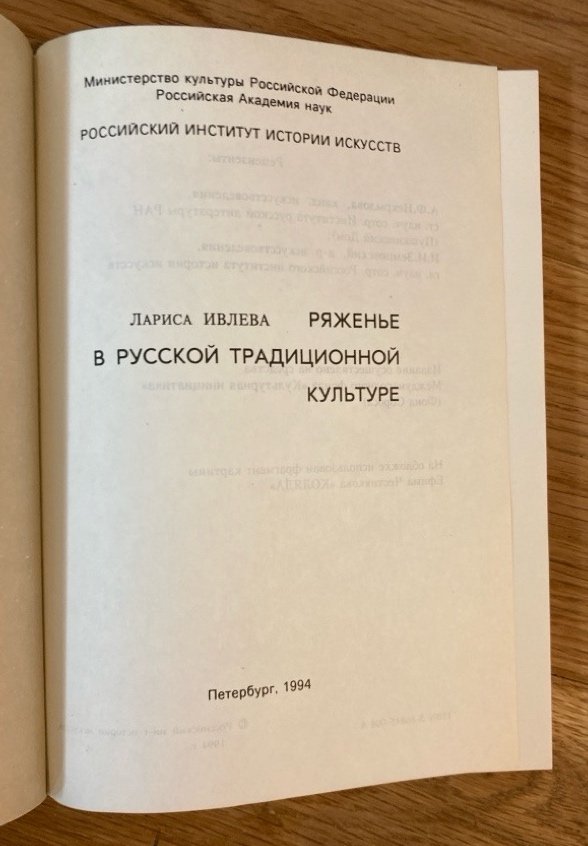 Министерство культуры Российской Федерации
Российская Академия наук
РОССИЙСКИЙ ИНСТИТУТ ИСТОРИИ ИСКУССТВ
ЛАРИСА ИВЛЕВА РЯЖЕНЬЕ
В РУССКОЙ ТРАДИЦИОННОЙ
КУЛЬТУРЕ
Петербург, 1994